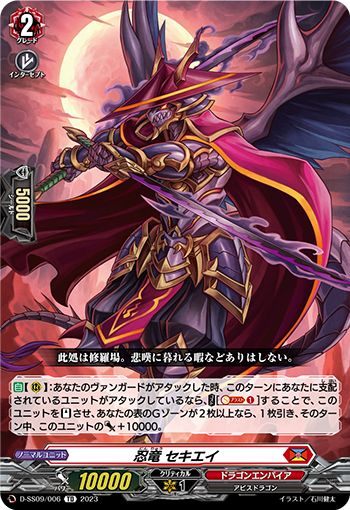 2
グレード
インターセプト
5000
シールド
此処は修羅場。悲嘆に暮れる暇などありはしない。
自【R】：あなたのヴァンガードがアタックした時、このターンにあなたに支配
されているユニットがアタックしているなら、【コスト】[1]することで、この
ユニットを↑させ、あなたの表のGゾーンが２枚以上なら、１枚引き、そのター
ン中、このユニットの+10000。
ノーマルユニット
忍竜 セキエイ
ドラゴンエンパイア
アビスドラゴン
パワー
10000
クリティカル
1
D-SS09/006 TD 2023
イラスト／石川健太